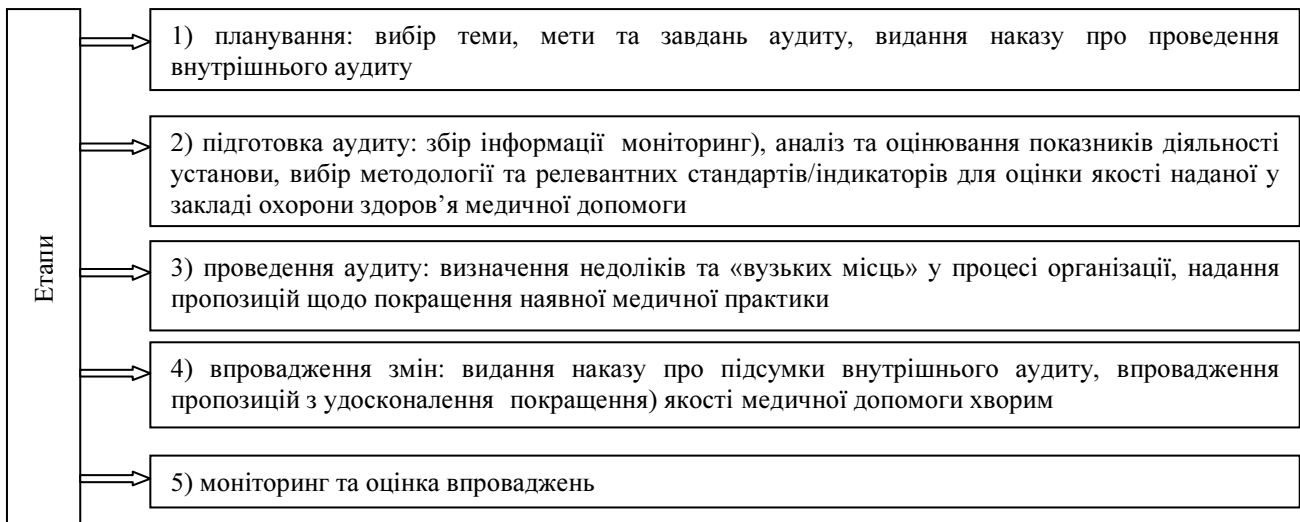 Етапи
1) планування: вибір теми, мети та завдань аудиту, видання наказу про проведення
внутрішнього аудиту
2) підготовка аудиту: збір інформації моніторинг), аналіз та оцінювання показників діяльності
установи, вибір методології та релевантних стандартів/індикаторів для оцінки якості наданої у
закладі охорони здоров’я медичної допомоги
3) проведення аудиту: визначення недоліків та «вузьких місць» у процесі організації, надання
пропозицій щодо покращення наявної медичної практики
4) впровадження змін: видання наказу про підсумки внутрішнього аудиту, впровадження
пропозицій з удосконалення покращення) якості медичної допомоги хворим
5) моніторинг та оцінка впроваджень